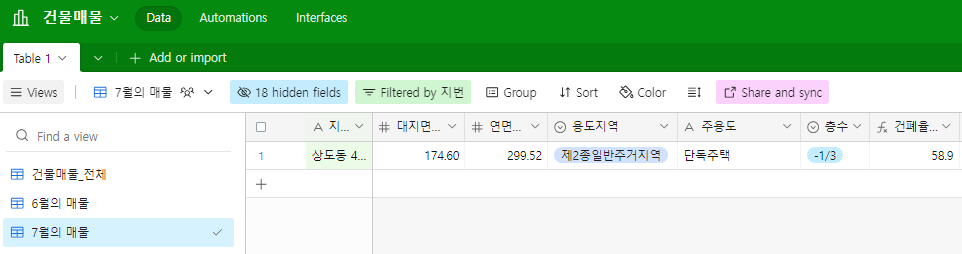 건물매물 Data Automations Interfaces
Table 1 Add or import
Views 7월의 매물 18 hidden fields Filtered by 지번 Group Sort Color Share and sync
Find a view
건물매물_전체
6월의 매물
7월의 매물
지... 대지면... 연면... 용도지역 주용도 층수 건폐율...
1 상도동 4... 174.60 299.52 제2종일반주거지역 단독주택 -1/3 58.9